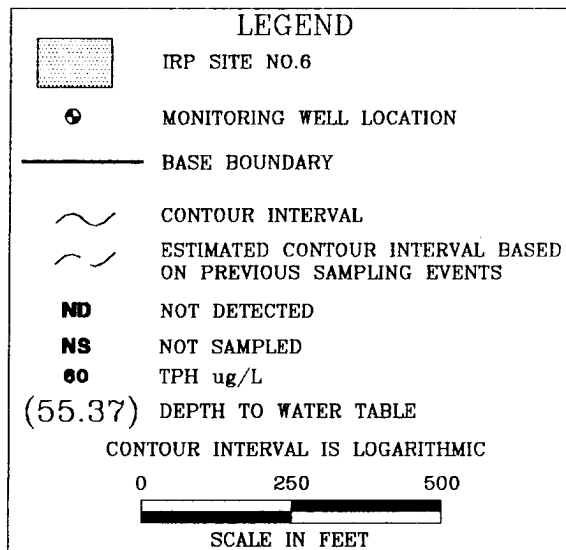 LEGEND
IRP SITE NO.6
MONITORING WELL LOCATION
BASE BOUNDARY
CONTOUR INTERVAL
ESTIMATED CONTOUR INTERVAL BASED
ON PREVIOUS SAMPLING EVENTS
ND NOT DETECTED
NS NOT SAMPLED
60 TPH ug/L
(55.37) DEPTH TO WATER TABLE
CONTOUR INTERVAL IS LOGARITHMIC
0 250 500
SCALE IN FEET